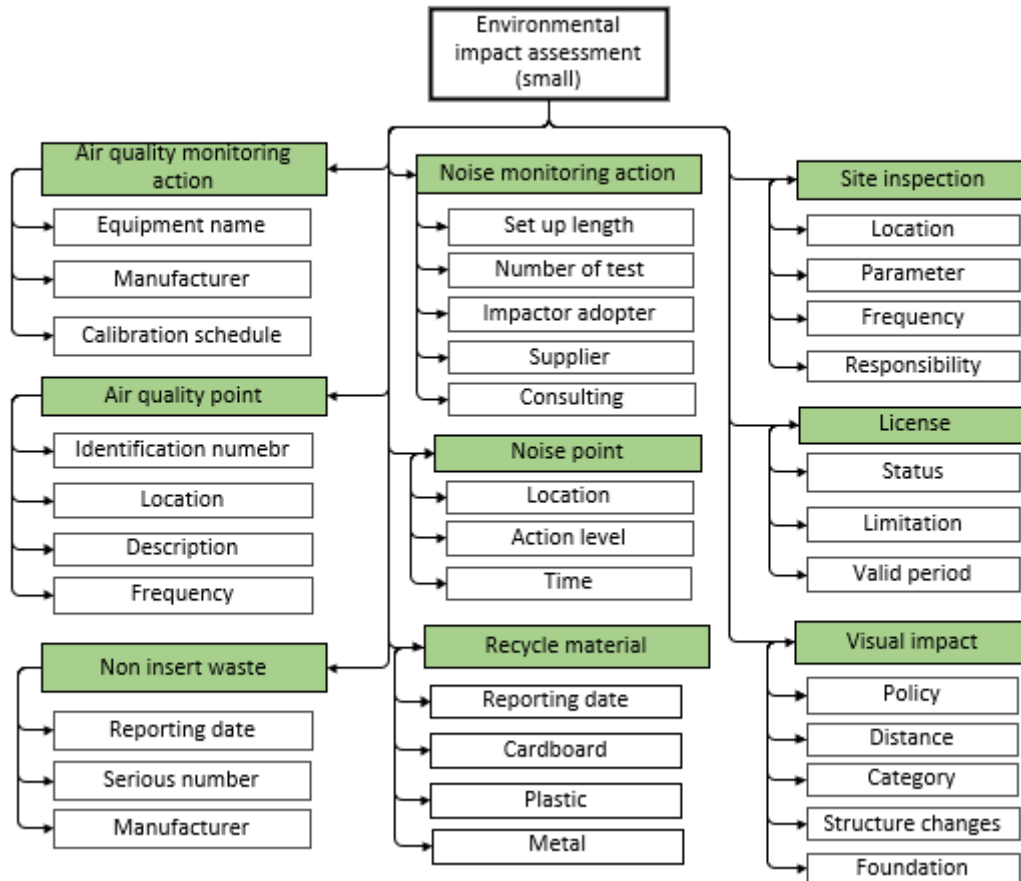 Environmental
impact assessment
(small)
Air quality monitoring
action
Equipment name
Manufacturer
Calibration schedule
Air quality point
Identification numebr
Location
Description
Frequency
Non insert waste
Reporting date
Serious number
Manufacturer
Noise monitoring action
Set up length
Number of test
Impactor adopter
Supplier
Consulting
Noise point
Location
Action level
Time
Recycle material
Reporting date
Cardboard
Plastic
Metal
Site inspection
Location
Parameter
Frequency
Responsibility
License
Status
Limitation
Valid period
Visual impact
Policy
Distance
Category
Structure changes
Foundation